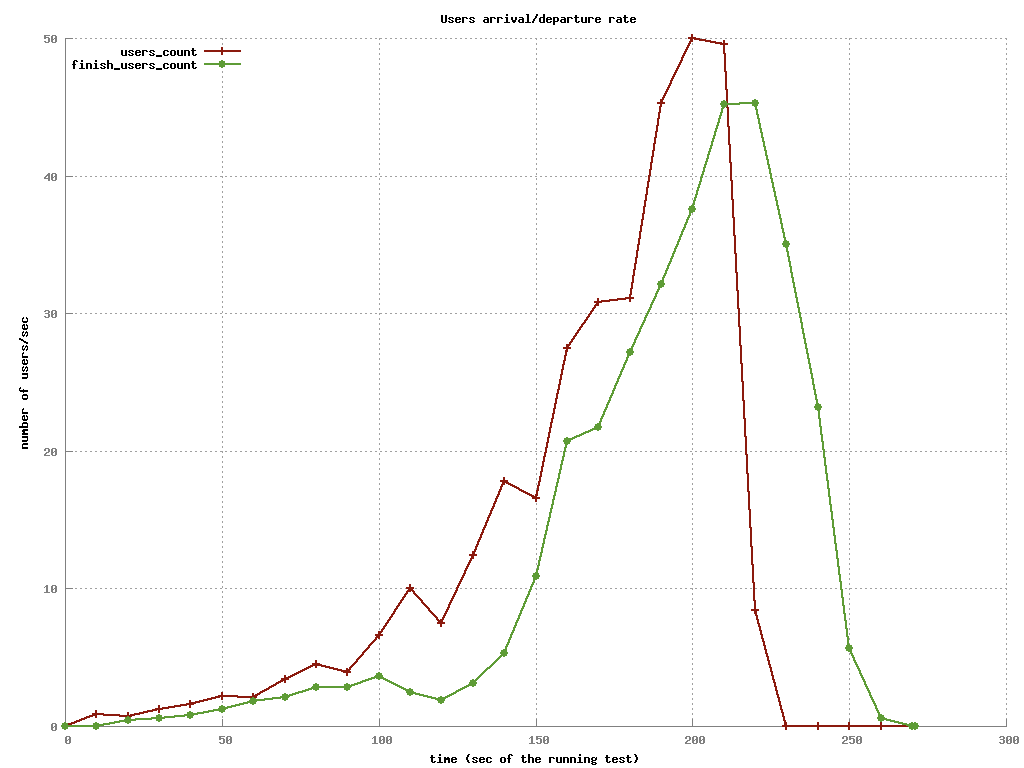 Users arrival/departure rate
users_count
finish_users_count
50
40
30
20
10
0
number of users/sec
0 50 100 150 200 250 300
time (sec of the running test)